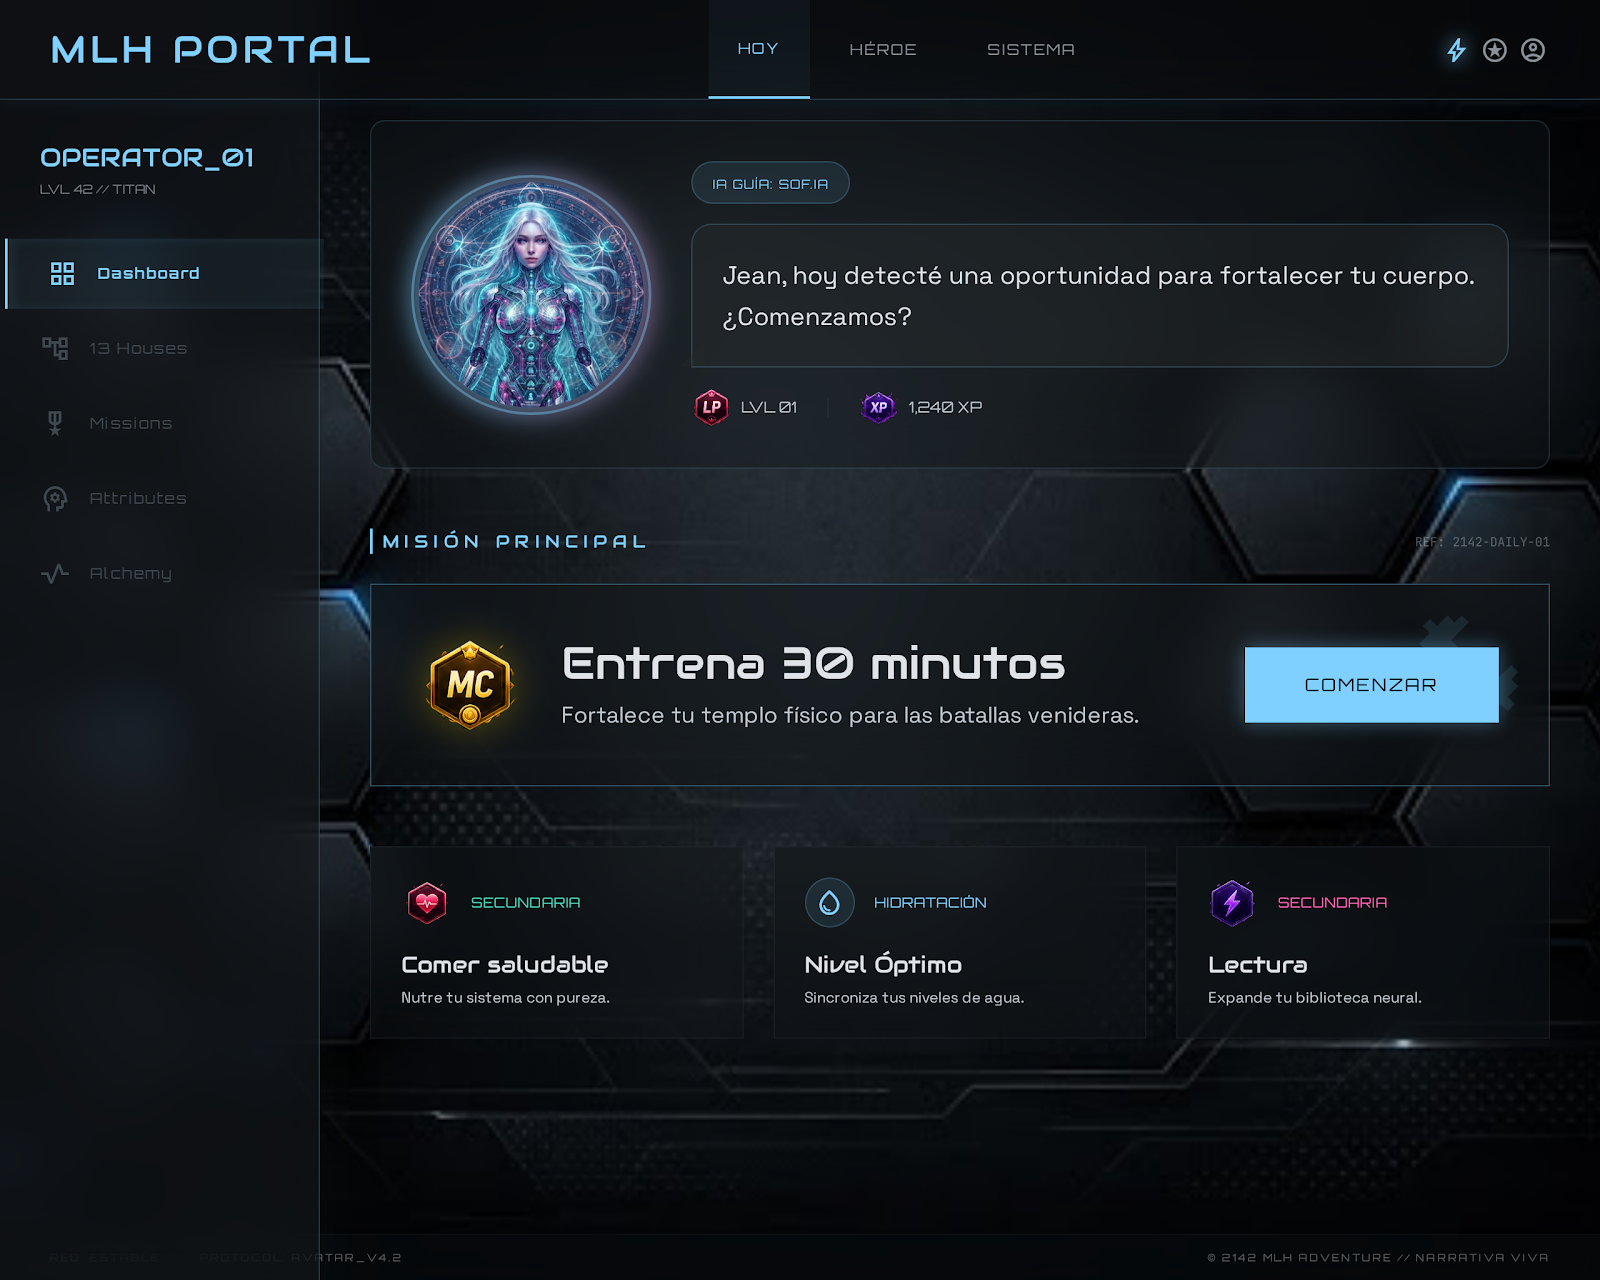 MLH PORTAL
HOY
HÉROE
SISTEMA
OPERATOR_01
LVL 42 // TITAN
Dashboard
13 Houses
Missions
Attributes
Alchemy
IA GUÍA: SOF.IA
Jean, hoy detecté una oportunidad para fortalecer tu cuerpo.
¿Comenzamos?
LP
LVL 01
XP
1,240 XP
MISIÓN PRINCIPAL
REF: 2142-DAILY-01
MC
Entrena 30 minutos
Fortalece tu templo físico para las batallas venideras.
COMENZAR
SECUNDARIA
Comer saludable
Nutre tu sistema con pureza.
HIDRATACIÓN
Nivel Óptimo
Sincroniza tus niveles de agua.
SECUNDARIA
Lectura
Expande tu biblioteca neural.
RED: ESTABLE
PROTOCOL: AVATAR_V4.2
© 2142 MLH ADVENTURE // NARRATIVA VIVA